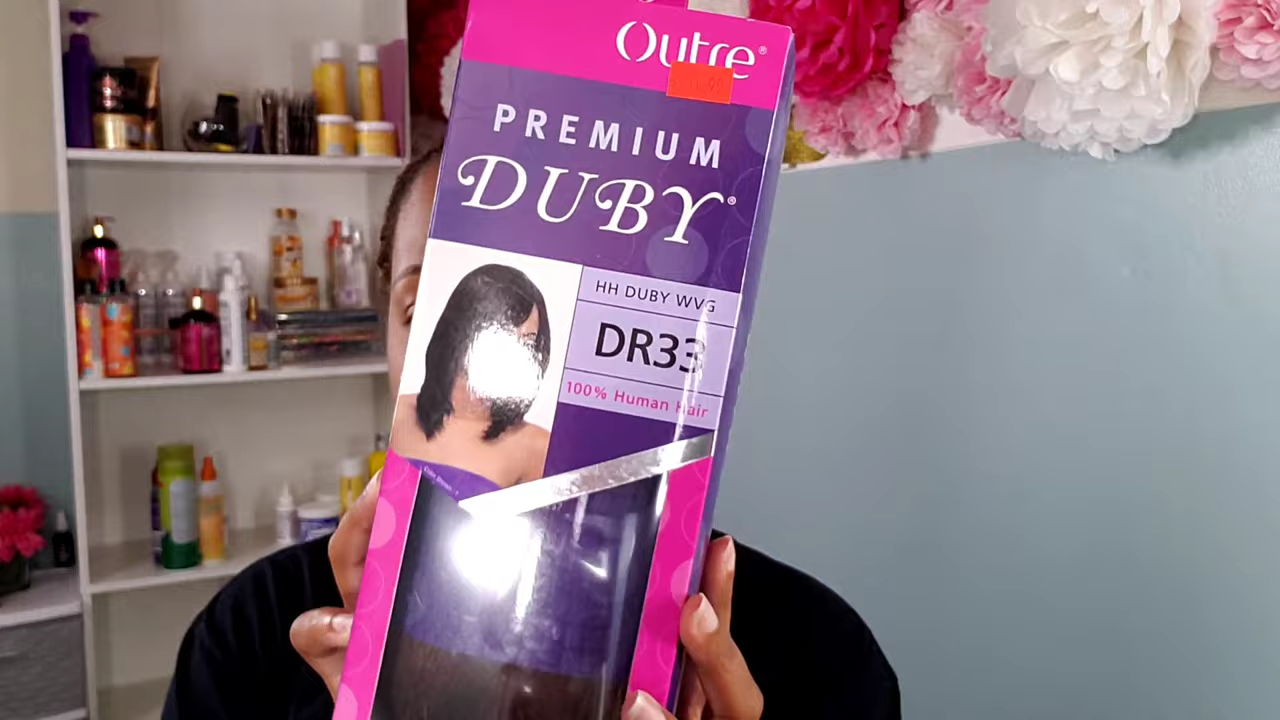 Outre®
PREMIUM
DUBY®
HH DUBY WVG
DR33
100% Human Hair